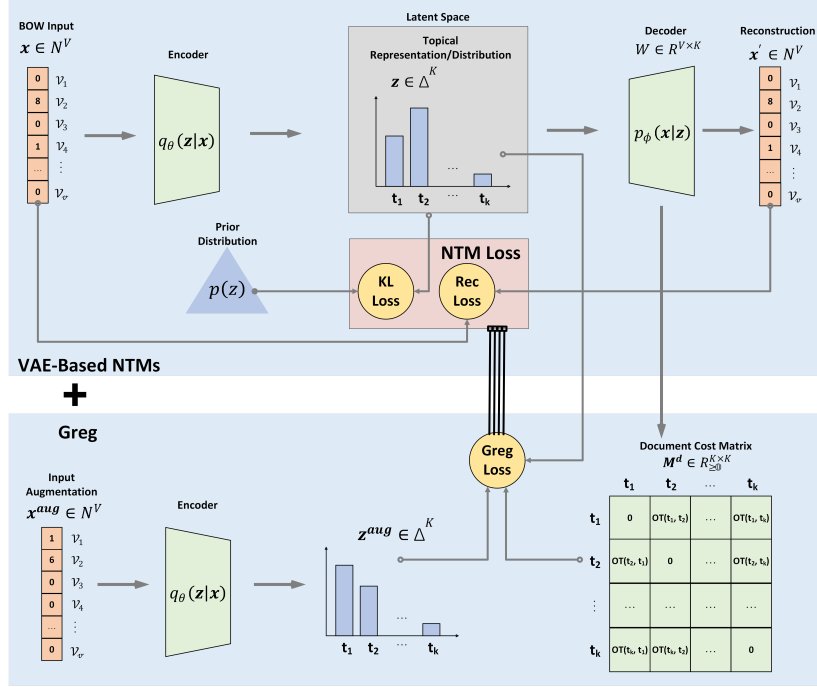 BOW Input
x ∈ N^V
0 𝒱₁
8 𝒱₂
0 𝒱₃
1 𝒱₄
... ⋮
0 𝒱ᵥ
Encoder
q_θ(z|x)
Latent Space
Topical
Representation/Distribution
z ∈ Δ^K
...
t₁ t₂ ... tₖ
Decoder
W ∈ R^{V×K}
p_ϕ(x|z)
Reconstruction
x′ ∈ N^V
0 𝒱₁
8 𝒱₂
0 𝒱₃
1 𝒱₄
... ⋮
0 𝒱ᵥ
Prior
Distribution
p(z)
NTM Loss
KL
Loss
Rec
Loss
VAE-Based NTMs
+
Greg
Greg
Loss
Input
Augmentation
x^{aug} ∈ N^V
1 𝒱₁
6 𝒱₂
0 𝒱₃
0 𝒱₄
... ⋮
0 𝒱ᵥ
Encoder
q_θ(z|x)
z^{aug} ∈ Δ^K
...
t₁ t₂ ... tₖ
Document Cost Matrix
M^d ∈ R_{≥0}^{K×K}
t₁ t₂ ... tₖ
t₁ 0 OT(t₁, t₂) ... OT(t₁, tₖ)
t₂ OT(t₂, t₁) 0 ... OT(t₂, tₖ)
⋮ ... ... ... ...
tₖ OT(tₖ, t₁) OT(tₖ, t₂) ... 0